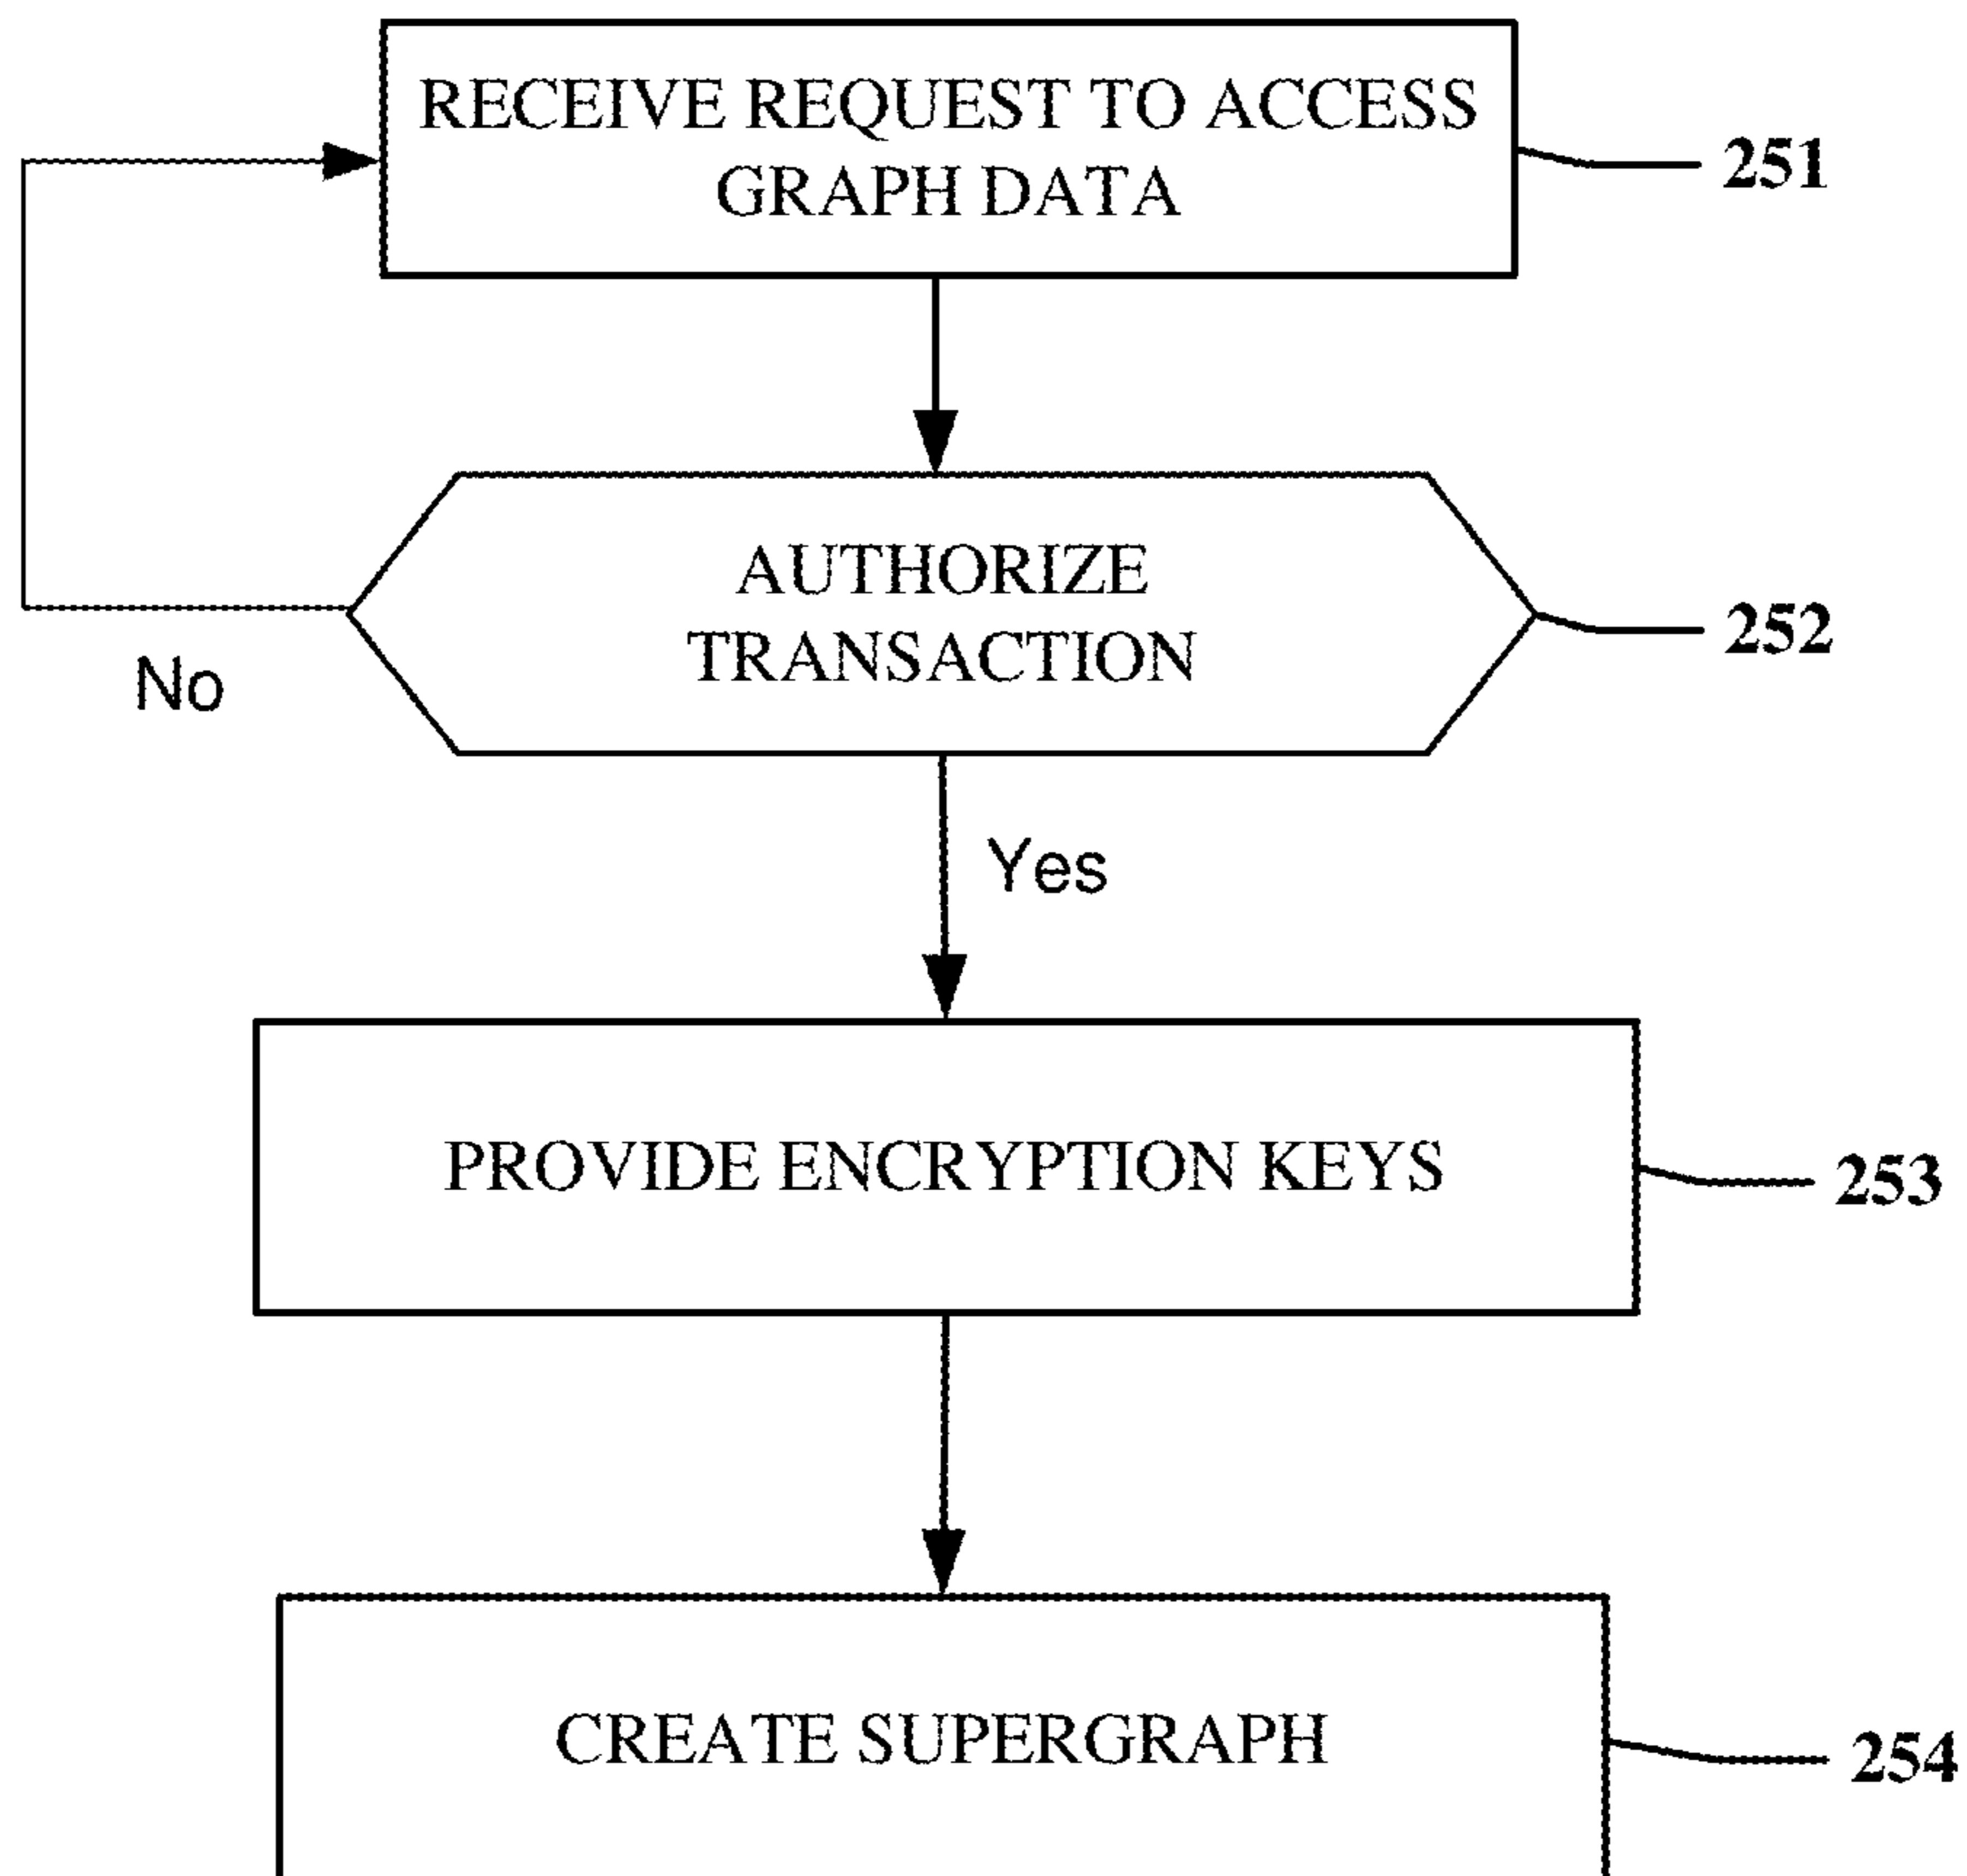 RECEIVE REQUEST TO ACCESS
GRAPH DATA
251
AUTHORIZE
TRANSACTION
252
No
Yes
PROVIDE ENCRYPTION KEYS
253
CREATE SUPERGRAPH
254